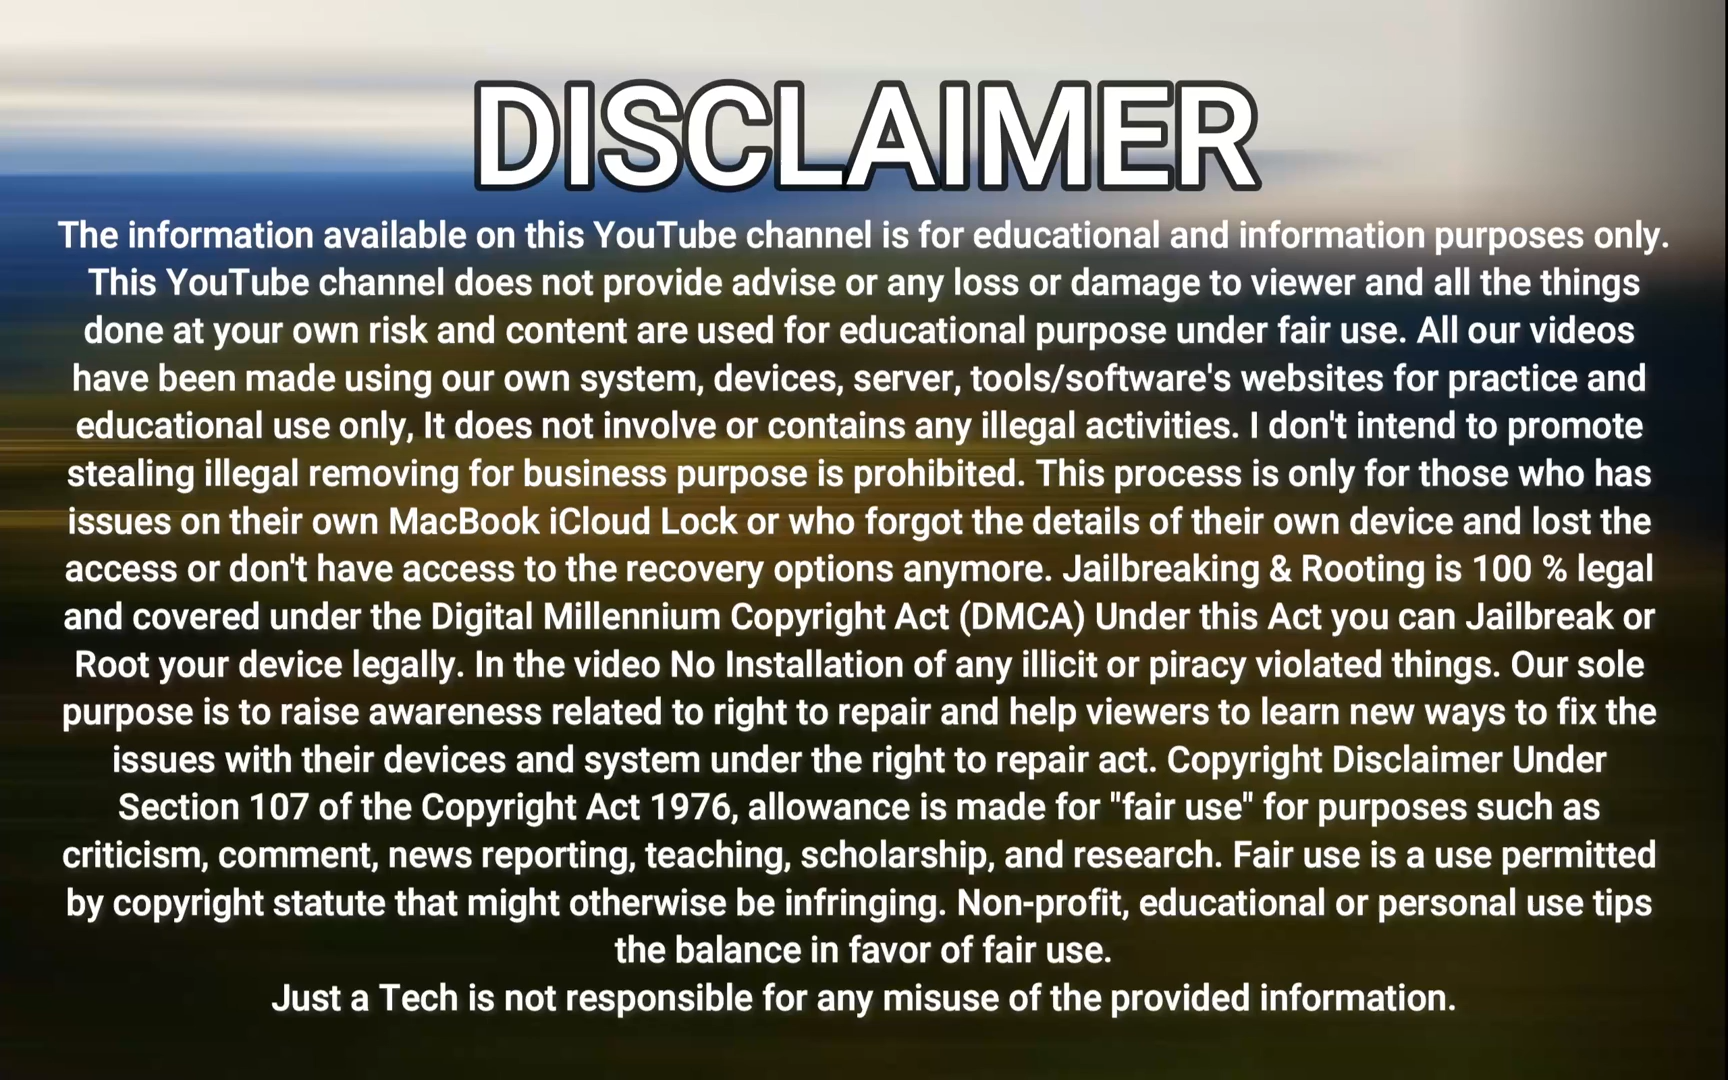 DISCLAIMER
The information available on this YouTube channel is for educational and information purposes only.
This YouTube channel does not provide advise or any loss or damage to viewer and all the things
done at your own risk and content are used for educational purpose under fair use. All our videos
have been made using our own system, devices, server, tools/software's websites for practice and
educational use only, It does not involve or contains any illegal activities. I don't intend to promote
stealing illegal removing for business purpose is prohibited. This process is only for those who has
issues on their own MacBook iCloud Lock or who forgot the details of their own device and lost the
access or don't have access to the recovery options anymore. Jailbreaking & Rooting is 100 % legal
and covered under the Digital Millennium Copyright Act (DMCA) Under this Act you can Jailbreak or
Root your device legally. In the video No Installation of any illicit or piracy violated things. Our sole
purpose is to raise awareness related to right to repair and help viewers to learn new ways to fix the
issues with their devices and system under the right to repair act. Copyright Disclaimer Under
Section 107 of the Copyright Act 1976, allowance is made for "fair use" for purposes such as
criticism, comment, news reporting, teaching, scholarship, and research. Fair use is a use permitted
by copyright statute that might otherwise be infringing. Non-profit, educational or personal use tips
the balance in favor of fair use.
Just a Tech is not responsible for any misuse of the provided information.